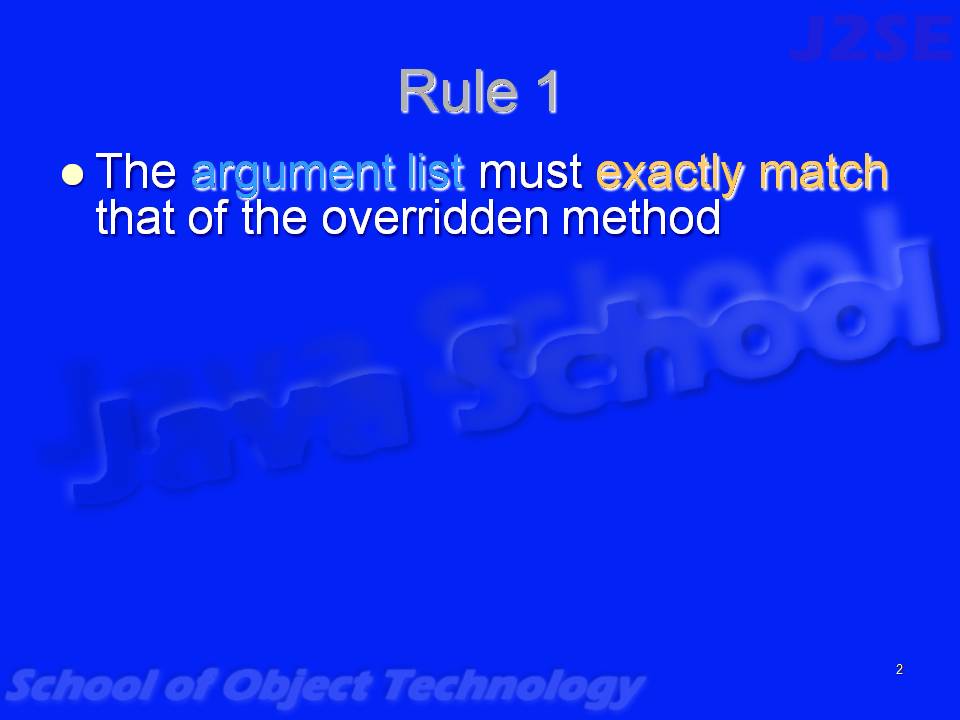 J2SE
Rule 1
The argument list must exactly match
that of the overridden method
Java School
2
School of Object Technology